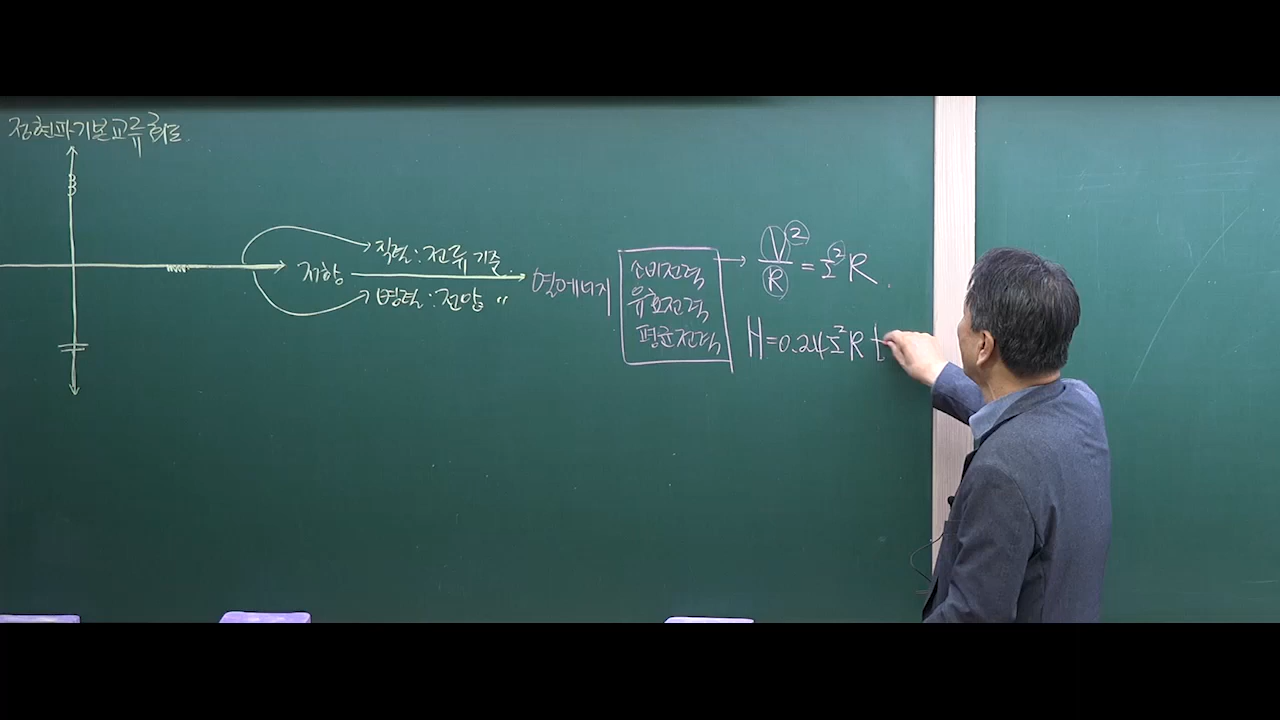 정현파 기본교류회로
저항
직렬 : 전류 기준.
병렬 : 전압 〃
열에너지
소비전력
유효전력
평균전력
V²/R = I²R.
H=0.24I²Rt